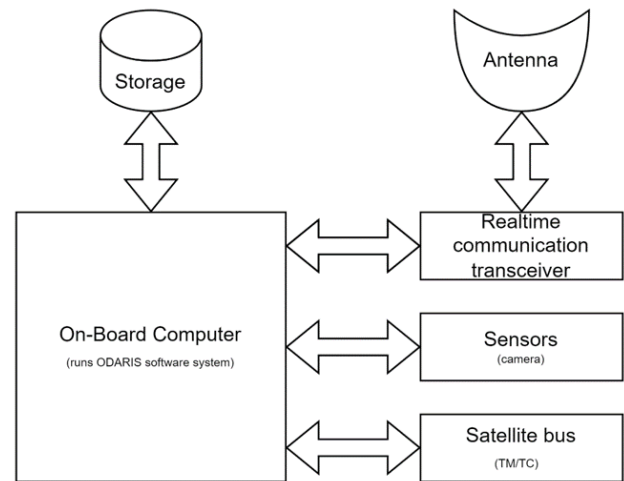 Storage
Antenna
Realtime
communication
transceiver
On-Board Computer
(runs ODARIS software system)
Sensors
(camera)
Satellite bus
(TM/TC)